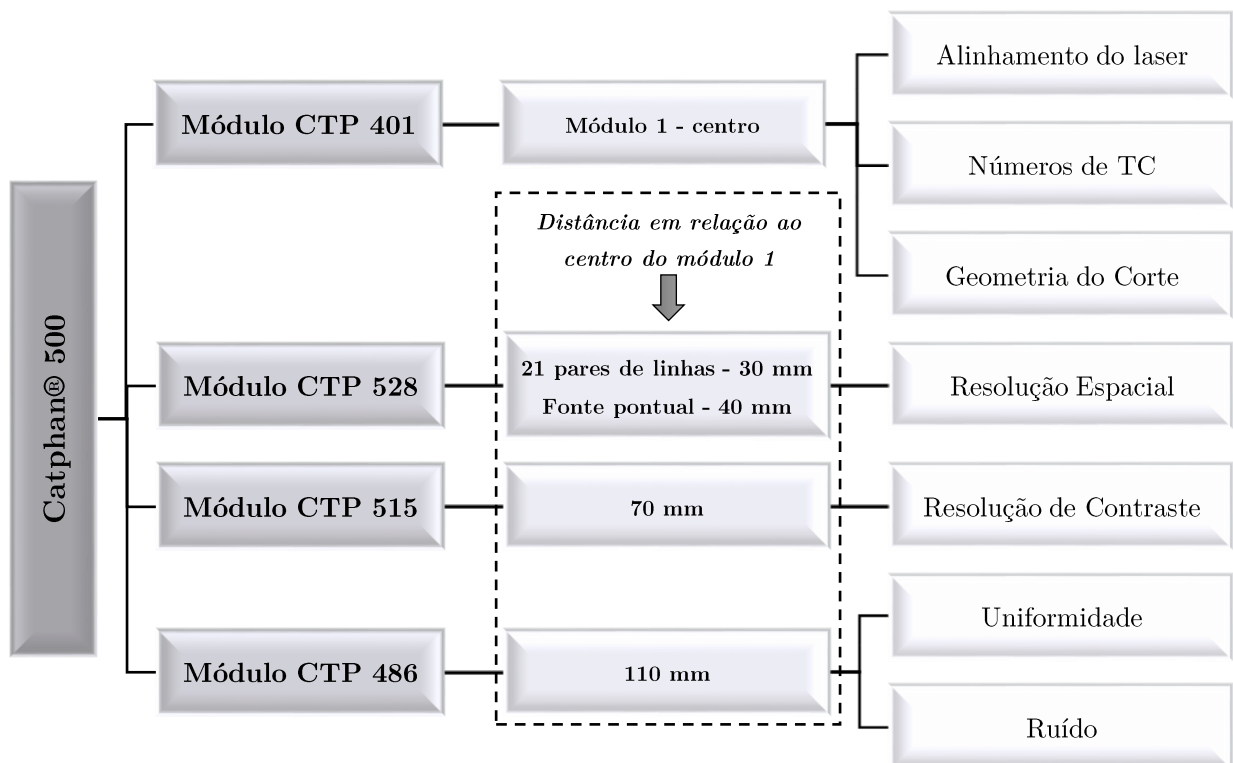 Catphan® 500
Módulo CTP 401
Módulo 1 - centro
Alinhamento do laser
Números de TC
Geometria do Corte
Distância em relação ao
centro do módulo 1
Módulo CTP 528
21 pares de linhas - 30 mm
Fonte pontual - 40 mm
Resolução Espacial
Módulo CTP 515
70 mm
Resolução de Contraste
Módulo CTP 486
110 mm
Uniformidade
Ruído